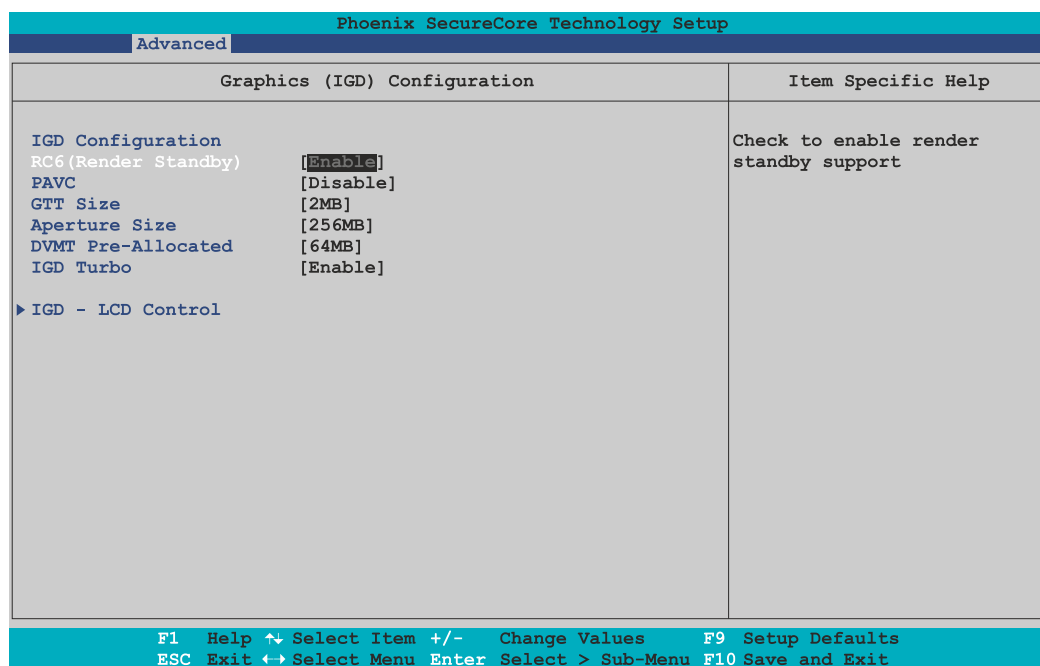 Phoenix SecureCore Technology Setup
Advanced
Graphics (IGD) Configuration
Item Specific Help
IGD Configuration
RC6(Render Standby) [Enable]
PAVC [Disable]
GTT Size [2MB]
Aperture Size [256MB]
DVMT Pre-Allocated [64MB]
IGD Turbo [Enable]
IGD - LCD Control
Check to enable render
standby support
F1 Help ↑↓ Select Item +/- Change Values F9 Setup Defaults
ESC Exit ←→ Select Menu Enter Select > Sub-Menu F10 Save and Exit